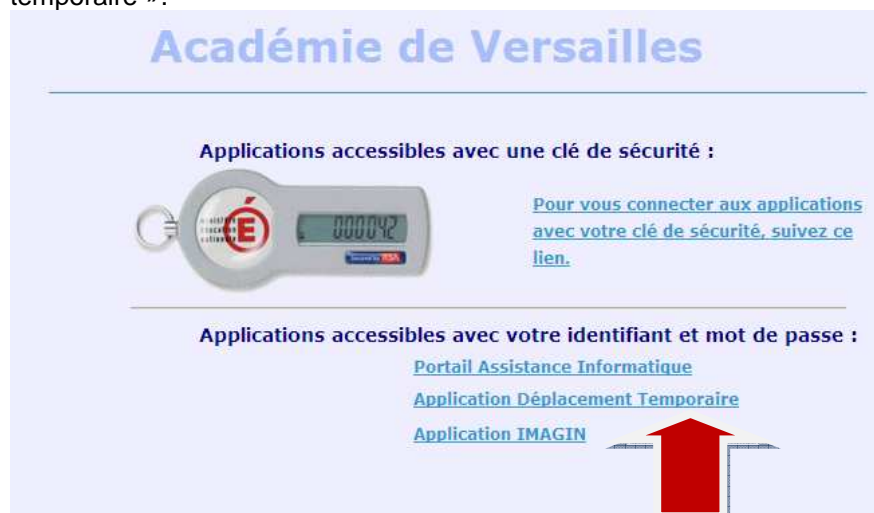 temporaire ».
Académie de Versailles
Applications accessibles avec une clé de sécurité :
000042
Pour vous connecter aux applications
avec votre clé de sécurité, suivez ce
lien.
Applications accessibles avec votre identifiant et mot de passe :
Portail Assistance Informatique
Application Déplacement Temporaire
Application IMAGIN